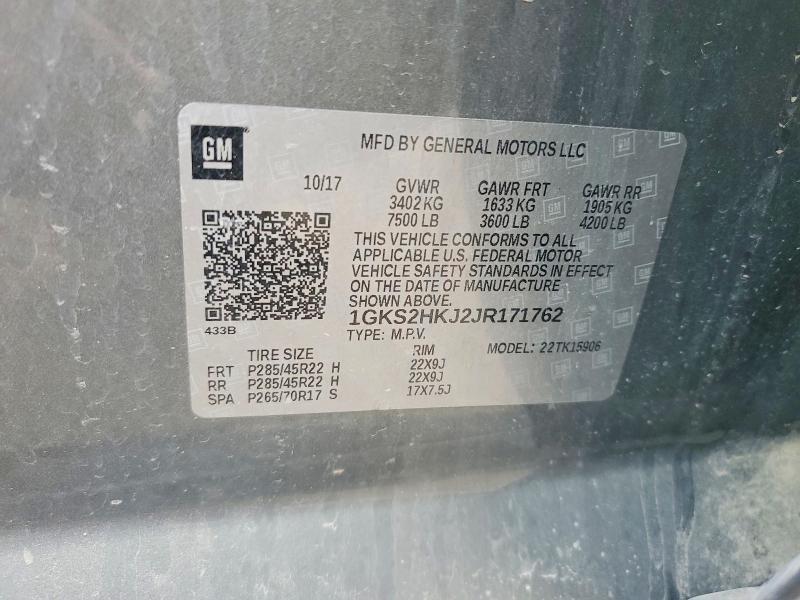 GM
MFD BY GENERAL MOTORS LLC
10/17 GVWR GAWR FRT GAWR RR
3402 KG 1633 KG 1905 KG
7500 LB 3600 LB 4200 LB
THIS VEHICLE CONFORMS TO ALL
APPLICABLE U.S. FEDERAL MOTOR
VEHICLE SAFETY STANDARDS IN EFFECT
ON THE DATE OF MANUFACTURE
SHOWN ABOVE.
1GKS2HKJ2JR171762
433B
TYPE: M.P.V. MODEL: 22TK15906
TIRE SIZE RIM
FRT P285/45R22 H 22X9J
RR P285/45R22 H 22X9J
SPA P265/70R17 S 17X7.5J